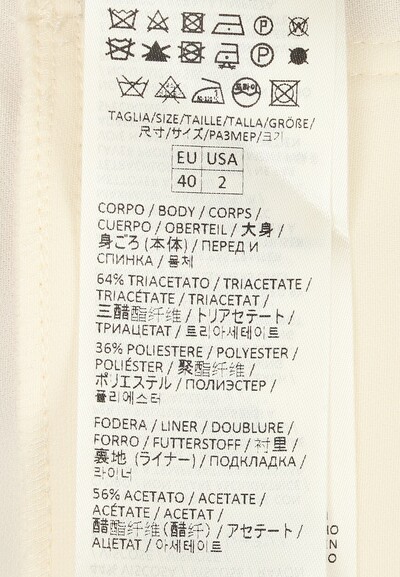 TAGLIA/SIZE/TAILLE/TALLA/GRÖßE/
尺寸/サイズ/РАЗМЕР/크기
EU USA
40 2
CORPO / BODY / CORPS /
CUERPO / OBERTEIL / 大身 /
身ごろ (本体) / ПЕРЕД И
СПИНКА / 몸체
64% TRIACETATO / TRIACETATE /
TRIACÉTATE / TRIACETAT /
三醋酯纤维 / トリアセテート /
ТРИАЦЕТАТ / 트리아세테이트
36% POLIESTERE / POLYESTER /
POLIÉSTER / 聚酯纤维 /
ポリエステル / ПОЛИЭСТЕР /
폴리에스터
FODERA / LINER / DOUBLURE /
FORRO / FUTTERSTOFF / 衬里 /
裏地 (ライナー) / ПОДКЛАДКА /
라이너
56% ACETATO / ACETATE /
ACÉTATE / ACETAT /
醋酯纤维(醋纤) / アセテート /
АЦЕТАТ / 아세테이트